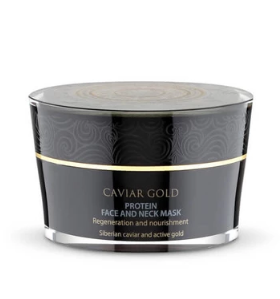 CAVIAR GOLD
PROTEIN
FACE AND NECK MASK
Regeneration and nourishment
Siberian caviar and active gold